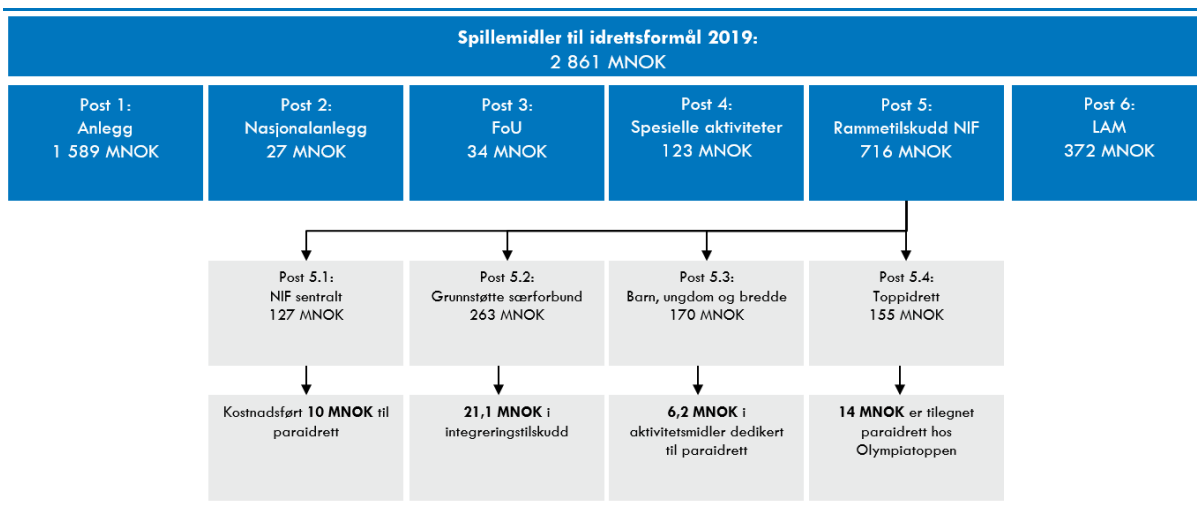 Spillemidler til idrettsformål 2019:
2 861 MNOK
Post 1:
Anlegg
1 589 MNOK
Post 2:
Nasjonalanlegg
27 MNOK
Post 3:
FoU
34 MNOK
Post 4:
Spesielle aktiviteter
123 MNOK
Post 5:
Rammetilskudd NIF
716 MNOK
Post 6:
LAM
372 MNOK
Post 5.1:
NIF sentralt
127 MNOK
Post 5.2:
Grunnstøtte særforbund
263 MNOK
Post 5.3:
Barn, ungdom og bredde
170 MNOK
Post 5.4:
Toppidrett
155 MNOK
Kostnadsført 10 MNOK til
paraidrett
21,1 MNOK i
integreringstilskudd
6,2 MNOK i
aktivitetsmidler dedikert
til paraidrett
14 MNOK er tilegnet
paraidrett hos
Olympiatoppen